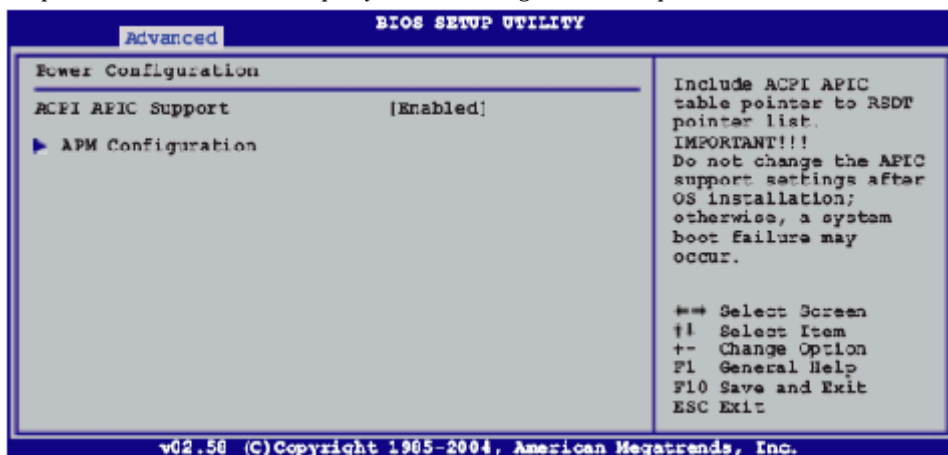 BIOS SETUP UTILITY
Advanced
Power Configuration
ACPI APIC Support [Enabled]
APM Configuration
Include ACPI APIC
table pointer to RSDT
pointer list.
IMPORTANT!!!
Do not change the APIC
support settings after
OS installation;
otherwise, a system
boot failure may
occur.
←→ Select Screen
↑↓ Select Item
+- Change Option
F1 General Help
F10 Save and Exit
ESC Exit
v02.58 (C)Copyright 1985-2004, American Megatrends, Inc.